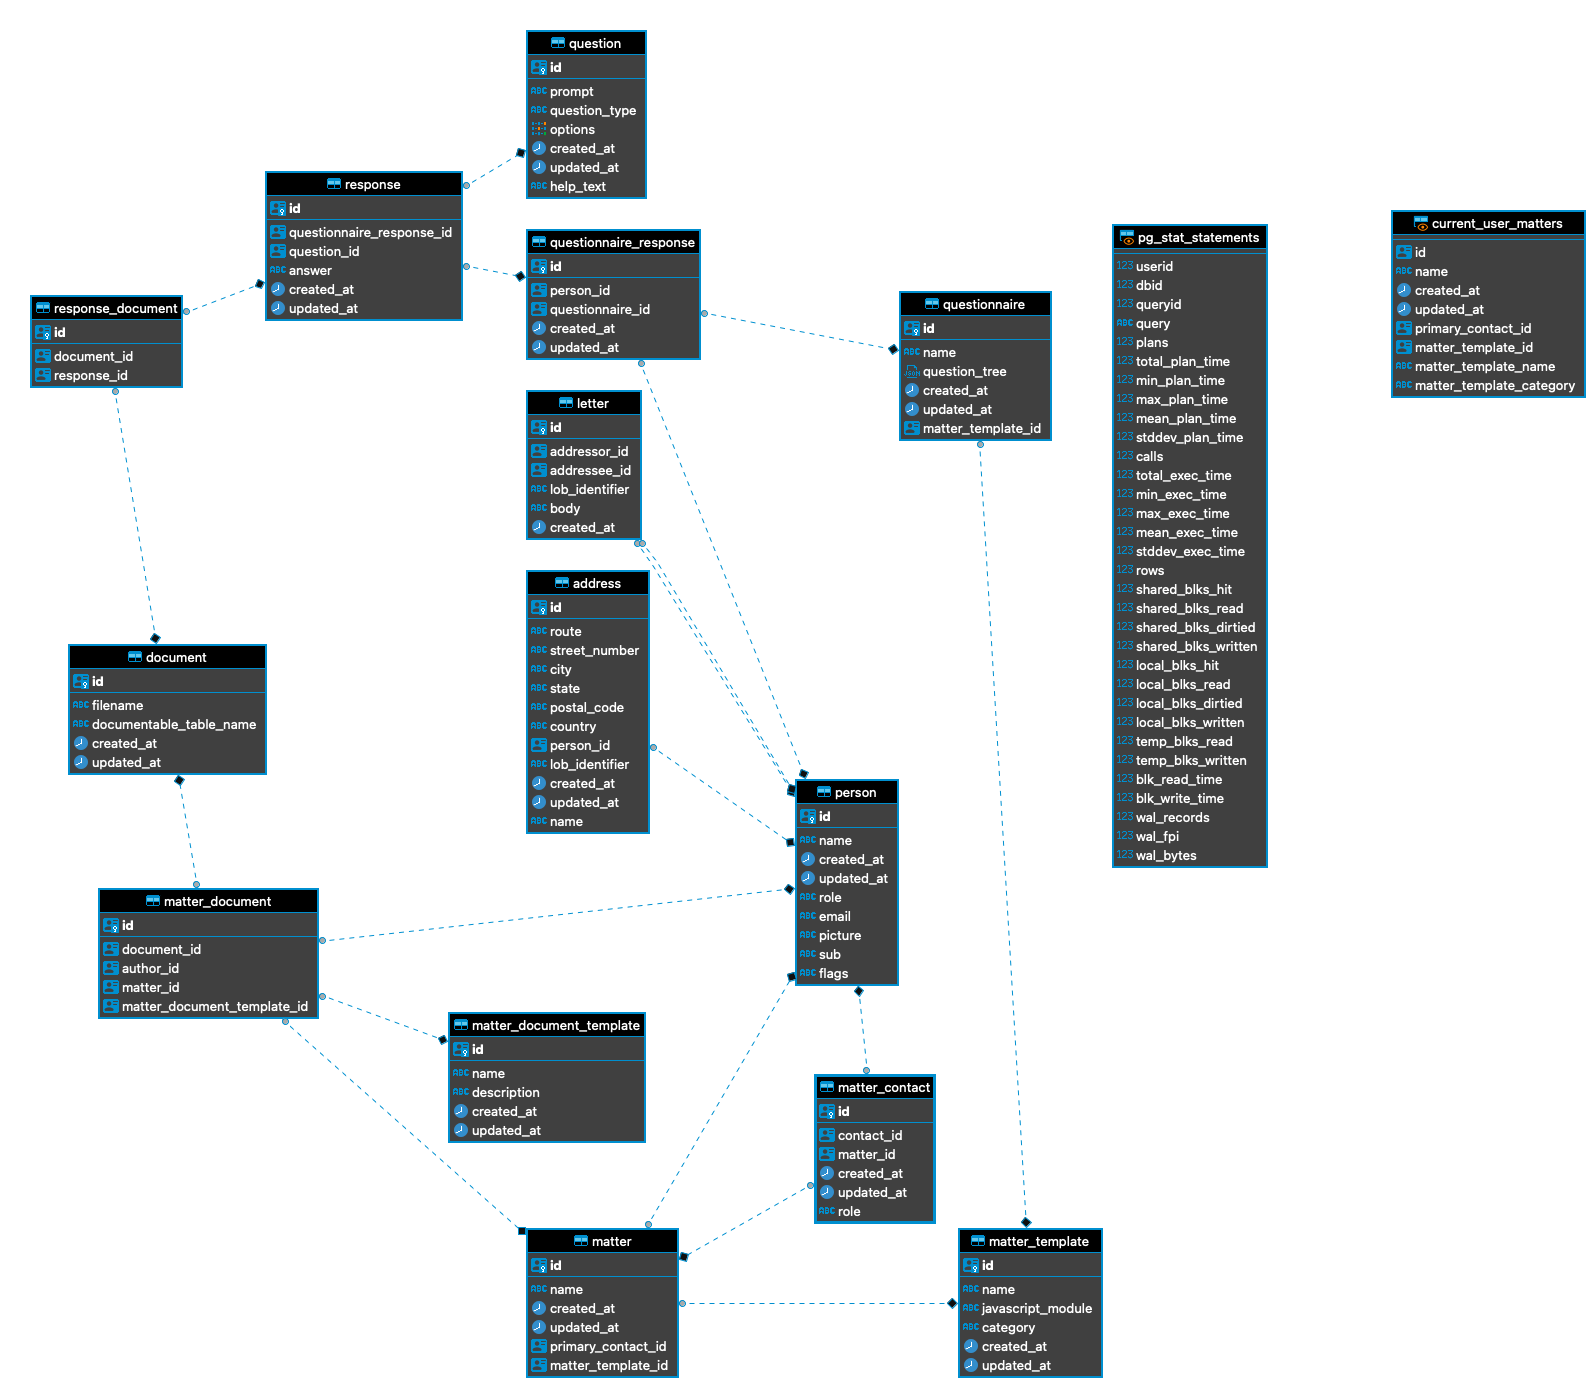 question
id
prompt
question_type
options
created_at
updated_at
help_text
response
id
questionnaire_response_id
question_id
answer
created_at
updated_at
questionnaire_response
id
person_id
questionnaire_id
created_at
updated_at
response_document
id
document_id
response_id
questionnaire
id
name
question_tree
created_at
updated_at
matter_template_id
pg_stat_statements
userid
dbid
queryid
query
plans
total_plan_time
min_plan_time
max_plan_time
mean_plan_time
stddev_plan_time
calls
total_exec_time
min_exec_time
max_exec_time
mean_exec_time
stddev_exec_time
rows
shared_blks_hit
shared_blks_read
shared_blks_dirtied
shared_blks_written
local_blks_hit
local_blks_read
local_blks_dirtied
local_blks_written
temp_blks_read
temp_blks_written
blk_read_time
blk_write_time
wal_records
wal_fpi
wal_bytes
current_user_matters
id
name
created_at
updated_at
primary_contact_id
matter_template_id
matter_template_name
matter_template_category
letter
id
addressor_id
addressee_id
lob_identifier
body
created_at
address
id
route
street_number
city
state
postal_code
country
person_id
lob_identifier
created_at
updated_at
name
document
id
filename
documentable_table_name
created_at
updated_at
person
id
name
created_at
updated_at
role
email
picture
sub
flags
matter_document
id
document_id
author_id
matter_id
matter_document_template_id
matter_document_template
id
name
description
created_at
updated_at
matter_contact
id
contact_id
matter_id
created_at
updated_at
role
matter
id
name
created_at
updated_at
primary_contact_id
matter_template_id
matter_template
id
name
javascript_module
category
created_at
updated_at